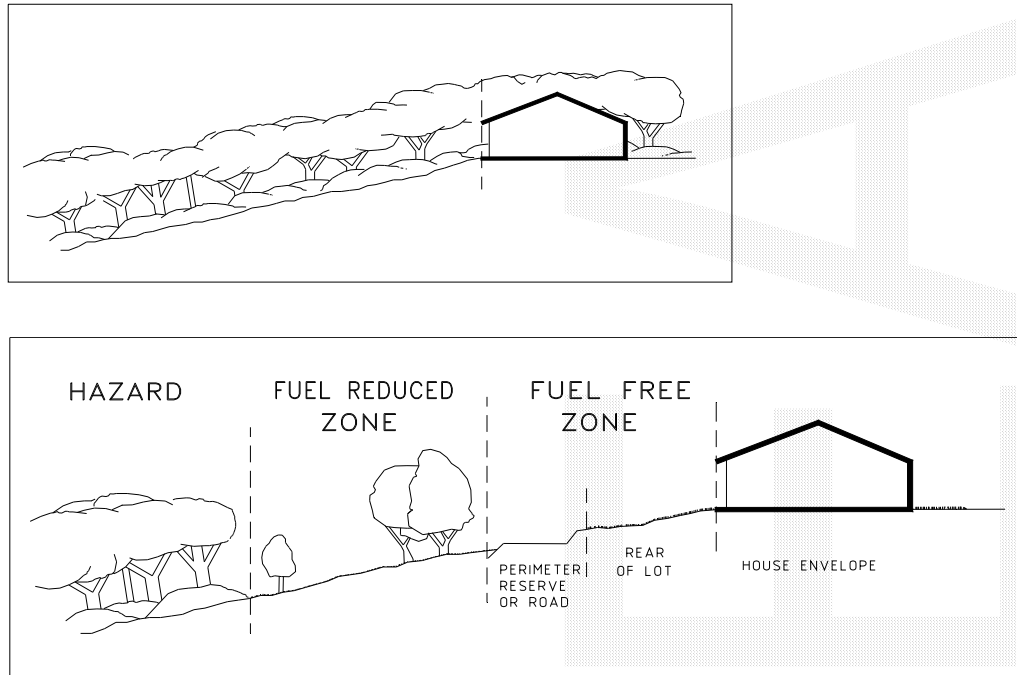 HAZARD
FUEL REDUCED
ZONE
FUEL FREE
ZONE
PERIMETER
RESERVE
OR ROAD
REAR
OF LOT
HOUSE ENVELOPE